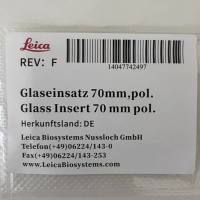 Leica
REV: F
14047742497
Glaseinsatz 70mm,pol.
Glass Insert 70 mm pol.
Herkunftsland: DE
Leica Biosystems Nussloch GmbH
Telefon(+49)06224/143-0
Fax(+49)06224/143-253
www.LeicaBiosystems.com